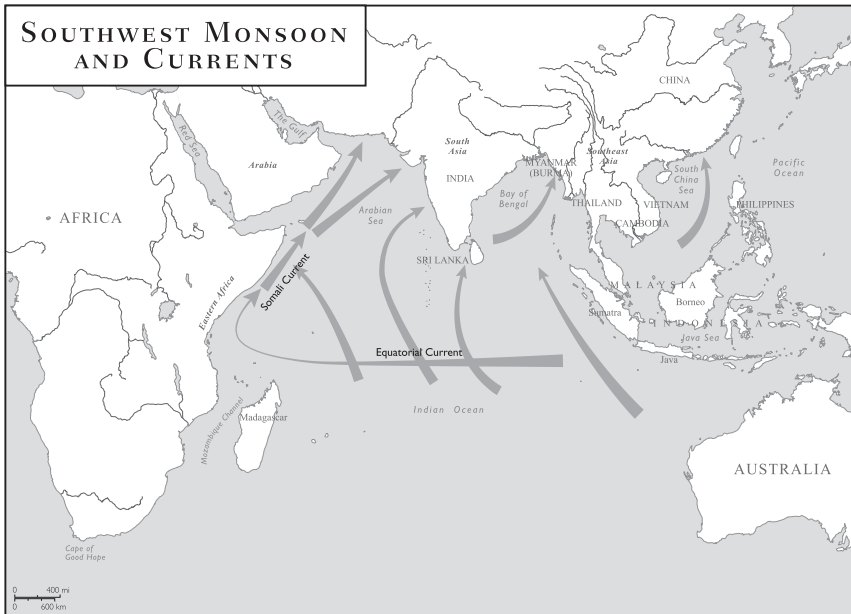 SOUTHWEST MONSOON
AND CURRENTS
CHINA
Red Sea
The Gulf
Arabia
South
Asia
INDIA
MYANMAR
(BURMA)
Southeast
Asia
South
China
Sea
Pacific
Ocean
AFRICA
Arabian
Sea
Bay of
Bengal
THAILAND
VIETNAM
PHILIPPINES
CAMBODIA
SRI LANKA
Somali Current
Eastern Africa
MALAYSIA
Sumatra
Borneo
INDONESIA
Java Sea
Equatorial Current
Java
Mozambique Channel
Madagascar
Indian Ocean
AUSTRALIA
Cape of
Good Hope
0 400 mi
0 600 km